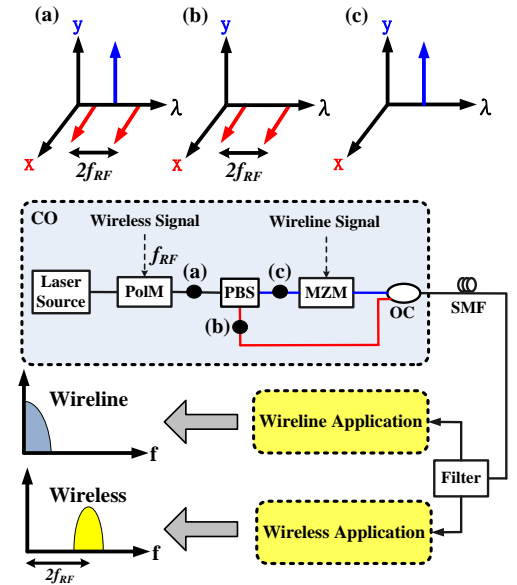 (a) (b) (c)
y y y
λ λ λ
x x x
2fRF 2fRF
CO
Wireless Signal Wireline Signal
fRF
(a) (c)
Laser Source
PolM
PBS
MZM
OC
SMF
(b)
Wireline
f
Wireline Application
Filter
Wireless
f
2fRF
Wireless Application